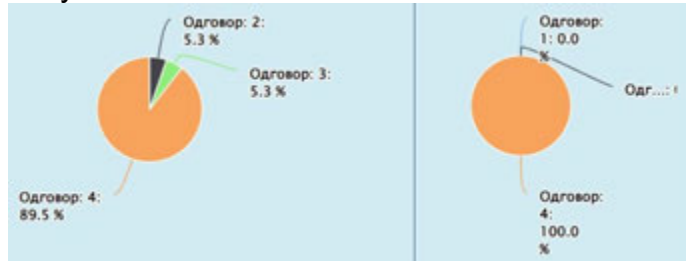 Одговор: 2:
5.3 %
Одговор: 3:
5.3 %
Одговор: 4:
89.5 %
Одговор:
1: 0.0
%
Одг...:
Одговор:
4:
100.0
%